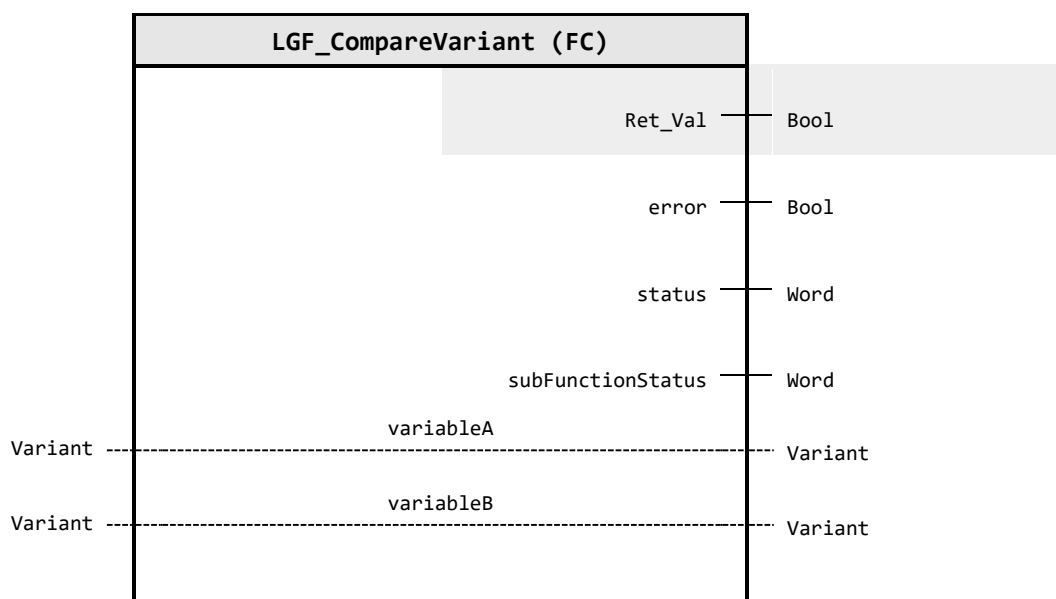 LGF_CompareVariant (FC)
Ret_Val Bool
error Bool
status Word
subFunctionStatus Word
variableA
Variant Variant
variableB
Variant Variant